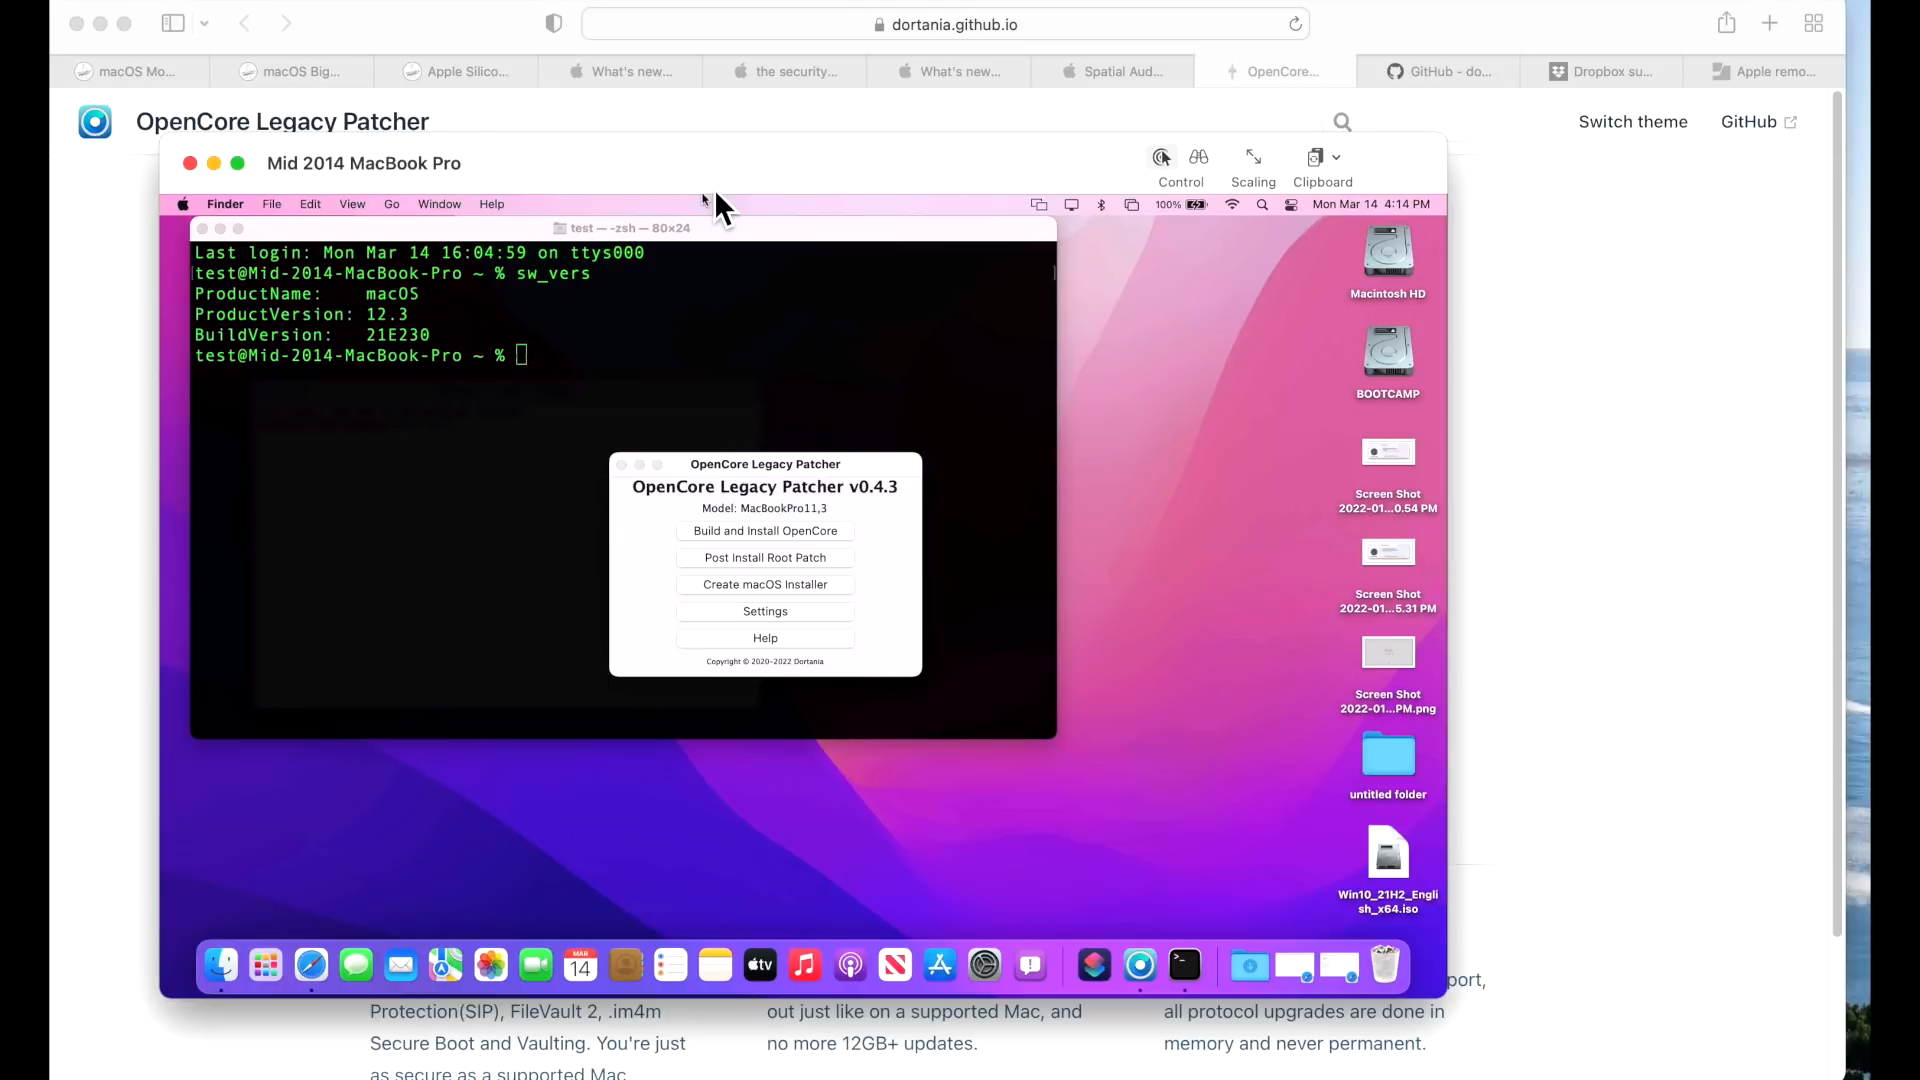 dortania.github.io
macOS Mo...
macOS Big...
Apple Silico...
What's new...
the security...
What's new...
Spatial Aud...
OpenCore...
GitHub - do...
Dropbox su...
Apple remo...
OpenCore Legacy Patcher
Switch theme
GitHub
Mid 2014 MacBook Pro
Control
Scaling
Clipboard
Finder File Edit View Go Window Help
100%
Mon Mar 14 4:14 PM
test — -zsh — 80×24
Last login: Mon Mar 14 16:04:59 on ttys000
[test@Mid-2014-MacBook-Pro ~ % sw_vers ]
ProductName: macOS
ProductVersion: 12.3
BuildVersion: 21E230
test@Mid-2014-MacBook-Pro ~ %
OpenCore Legacy Patcher
OpenCore Legacy Patcher v0.4.3
Model: MacBookPro11,3
Build and Install OpenCore
Post Install Root Patch
Create macOS Installer
Settings
Help
Copyright © 2020-2022 Dortania
Macintosh HD
BOOTCAMP
Screen Shot
2022-01...0.54 PM
Screen Shot
2022-01...5.31 PM
Screen Shot
2022-01...PM.png
untitled folder
Win10_21H2_Engli
sh_x64.iso
MAR
14
tv
>_
port,
Protection(SIP), FileVault 2, .im4m
Secure Boot and Vaulting. You're just
as secure as a supported Mac
out just like on a supported Mac, and
no more 12GB+ updates.
all protocol upgrades are done in
memory and never permanent.